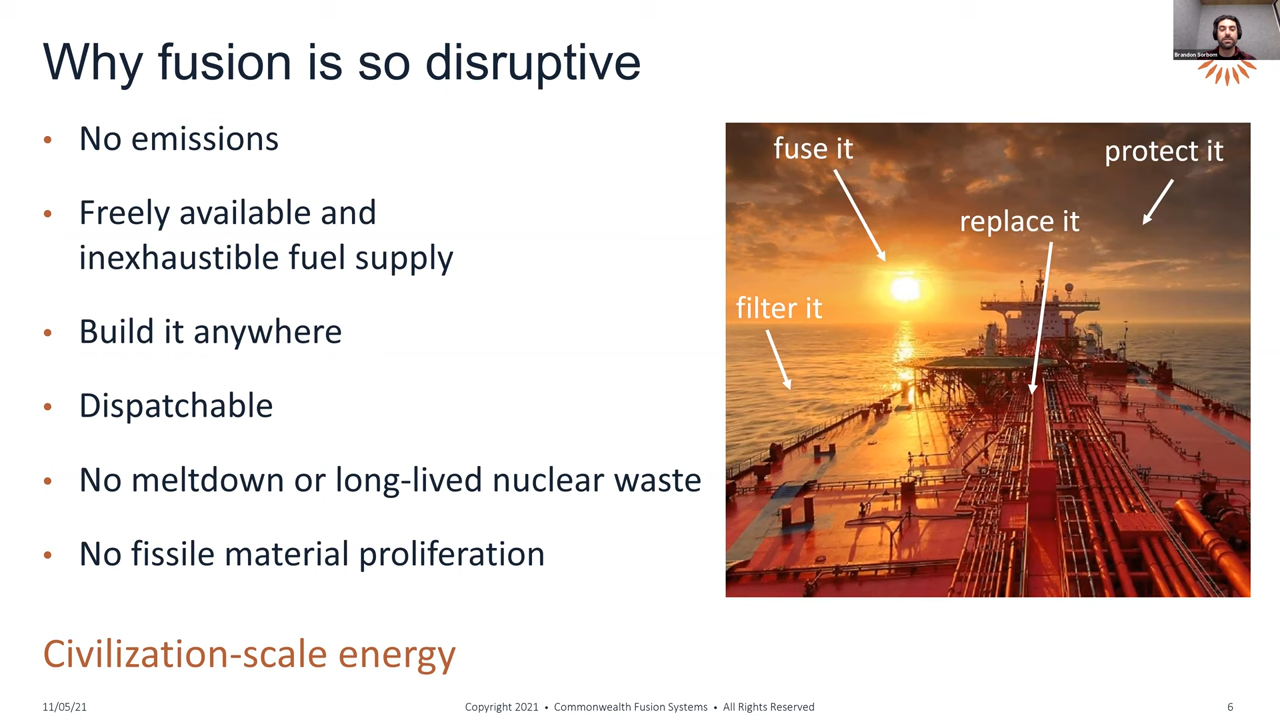 Why fusion is so disruptive
Brandon Sorbom
• No emissions
• Freely available and
inexhaustible fuel supply
• Build it anywhere
• Dispatchable
• No meltdown or long-lived nuclear waste
• No fissile material proliferation
Civilization-scale energy
fuse it
protect it
replace it
filter it
11/05/21
Copyright 2021 • Commonwealth Fusion Systems • All Rights Reserved
6